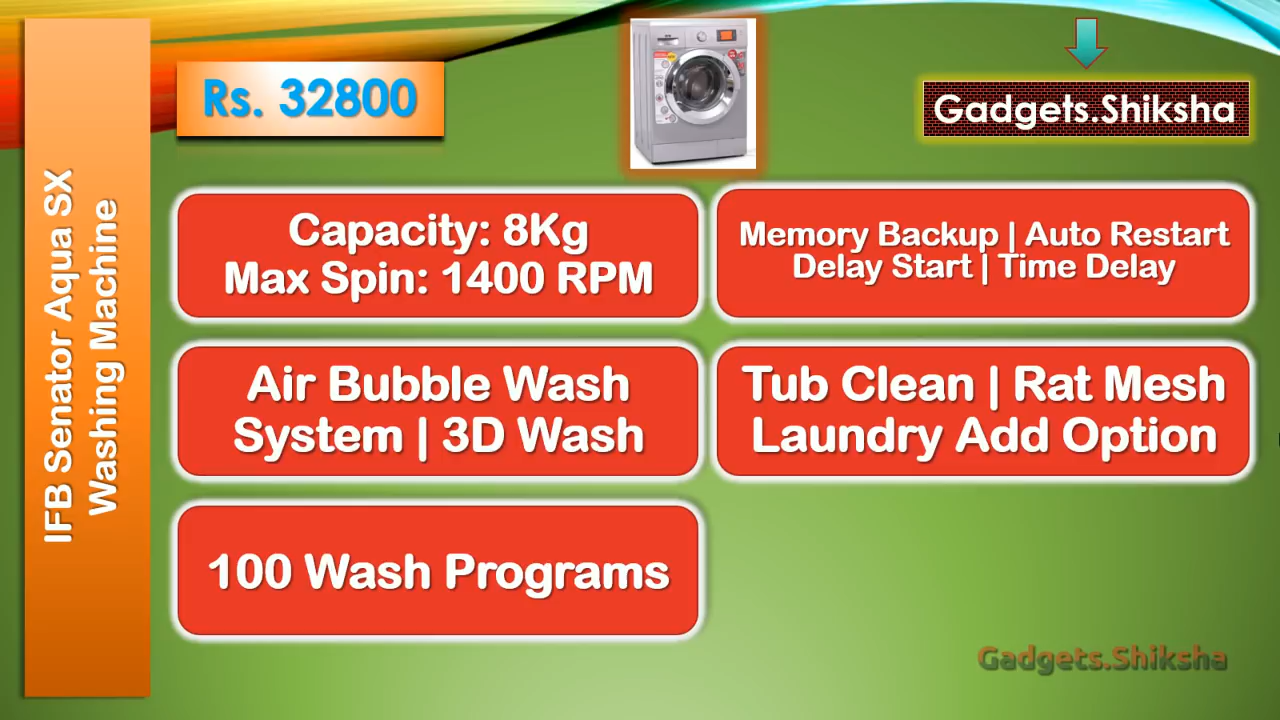 Rs. 32800
Gadgets.Shiksha
IFB Senator Aqua SX
Washing Machine
Capacity: 8Kg
Max Spin: 1400 RPM
Memory Backup | Auto Restart
Delay Start | Time Delay
Air Bubble Wash
System | 3D Wash
Tub Clean | Rat Mesh
Laundry Add Option
100 Wash Programs
Gadgets.Shiksha